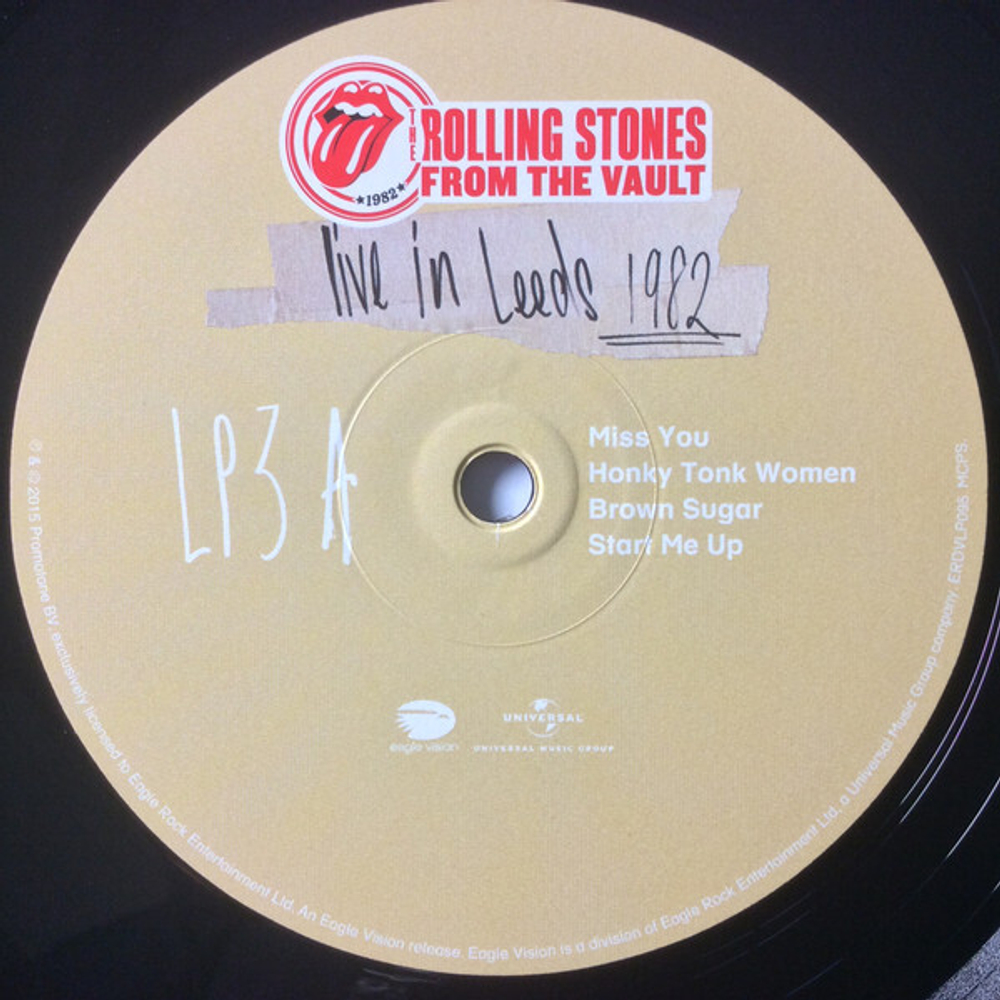 THE ROLLING STONES
FROM THE VAULT
★1982★
live in Leeds 1982
LP3 A
Miss You
Honky Tonk Women
Brown Sugar
Start Me Up
eagle vision
UNIVERSAL
UNIVERSAL MUSIC GROUP
℗ & © 2015 Promotone BV, exclusively licensed to Eagle Rock Entertainment Ltd. An Eagle Vision release. Eagle Vision is a division of Eagle Rock Entertainment Ltd, a Universal Music Group company. ERDVLP095 MCPS.